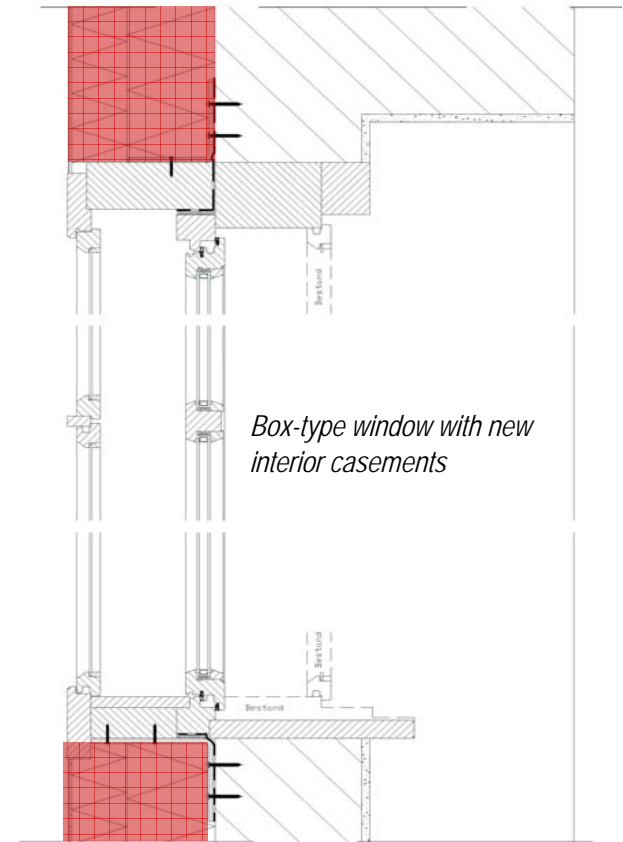 Bestand
Box-type window with new
interior casements
Bestand
Bestand